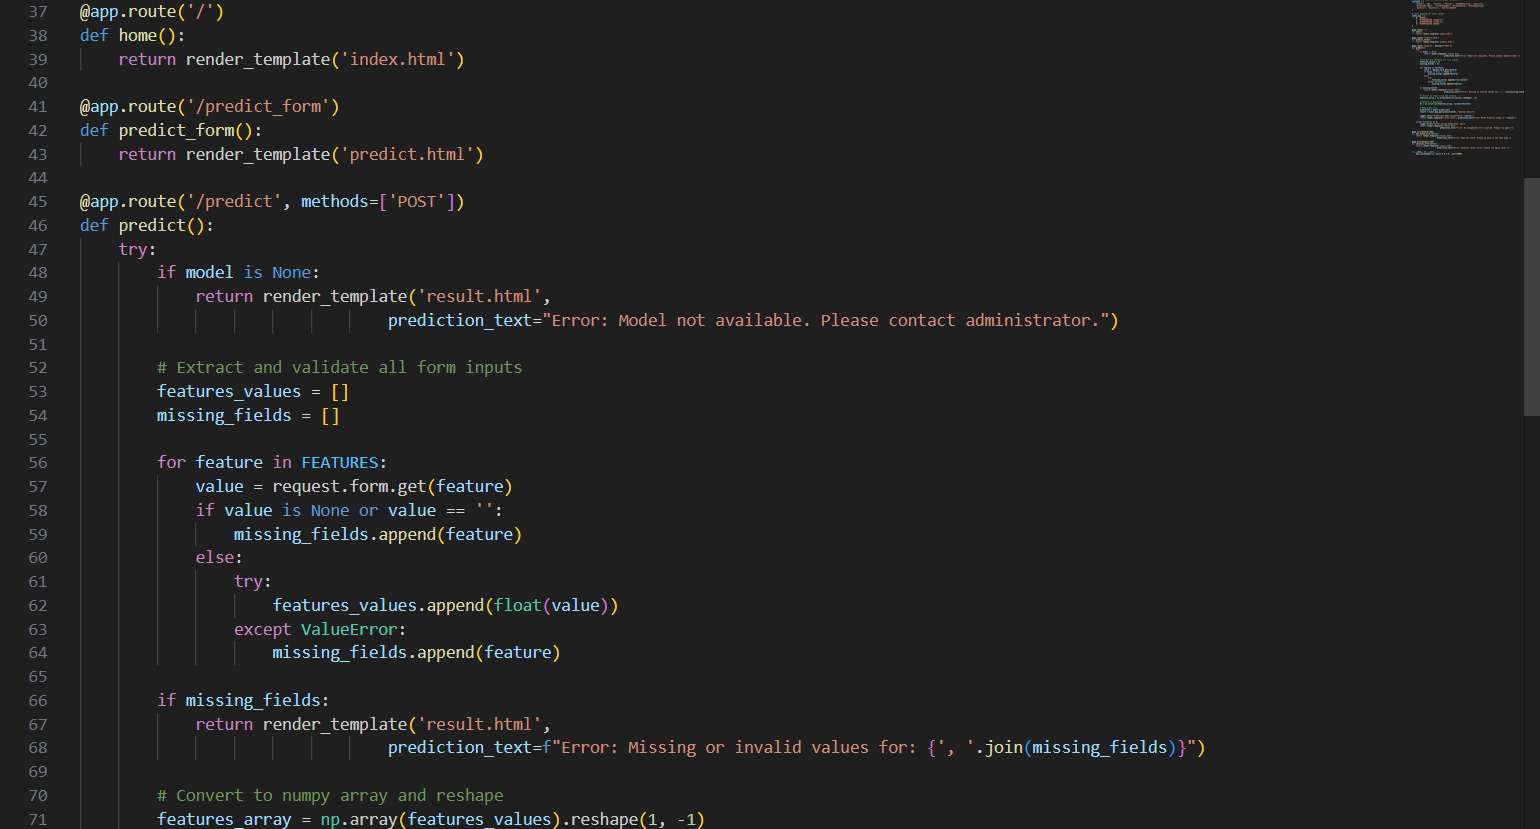 37 @app.route('/')
38 def home():
39     return render_template('index.html')
40
41 @app.route('/predict_form')
42 def predict_form():
43     return render_template('predict.html')
44
45 @app.route('/predict', methods=['POST'])
46 def predict():
47     try:
48         if model is None:
49             return render_template('result.html',
50                                 prediction_text="Error: Model not available. Please contact administrator.")
51
52         # Extract and validate all form inputs
53         features_values = []
54         missing_fields = []
55
56         for feature in FEATURES:
57             value = request.form.get(feature)
58             if value is None or value == '':
59                 missing_fields.append(feature)
60             else:
61                 try:
62                     features_values.append(float(value))
63                 except ValueError:
64                     missing_fields.append(feature)
65
66         if missing_fields:
67             return render_template('result.html',
68                                 prediction_text=f"Error: Missing or invalid values for: {', '.join(missing_fields)}")
69
70         # Convert to numpy array and reshape
71         features_array = np.array(features_values).reshape(1, -1)